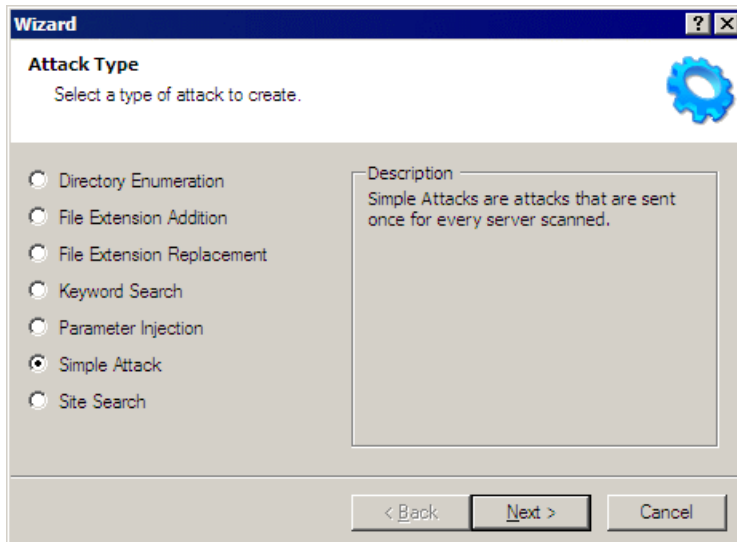 Wizard
Attack Type
Select a type of attack to create.
Directory Enumeration
File Extension Addition
File Extension Replacement
Keyword Search
Parameter Injection
Simple Attack
Site Search
Description
Simple Attacks are attacks that are sent
once for every server scanned.
< Back
Next >
Cancel